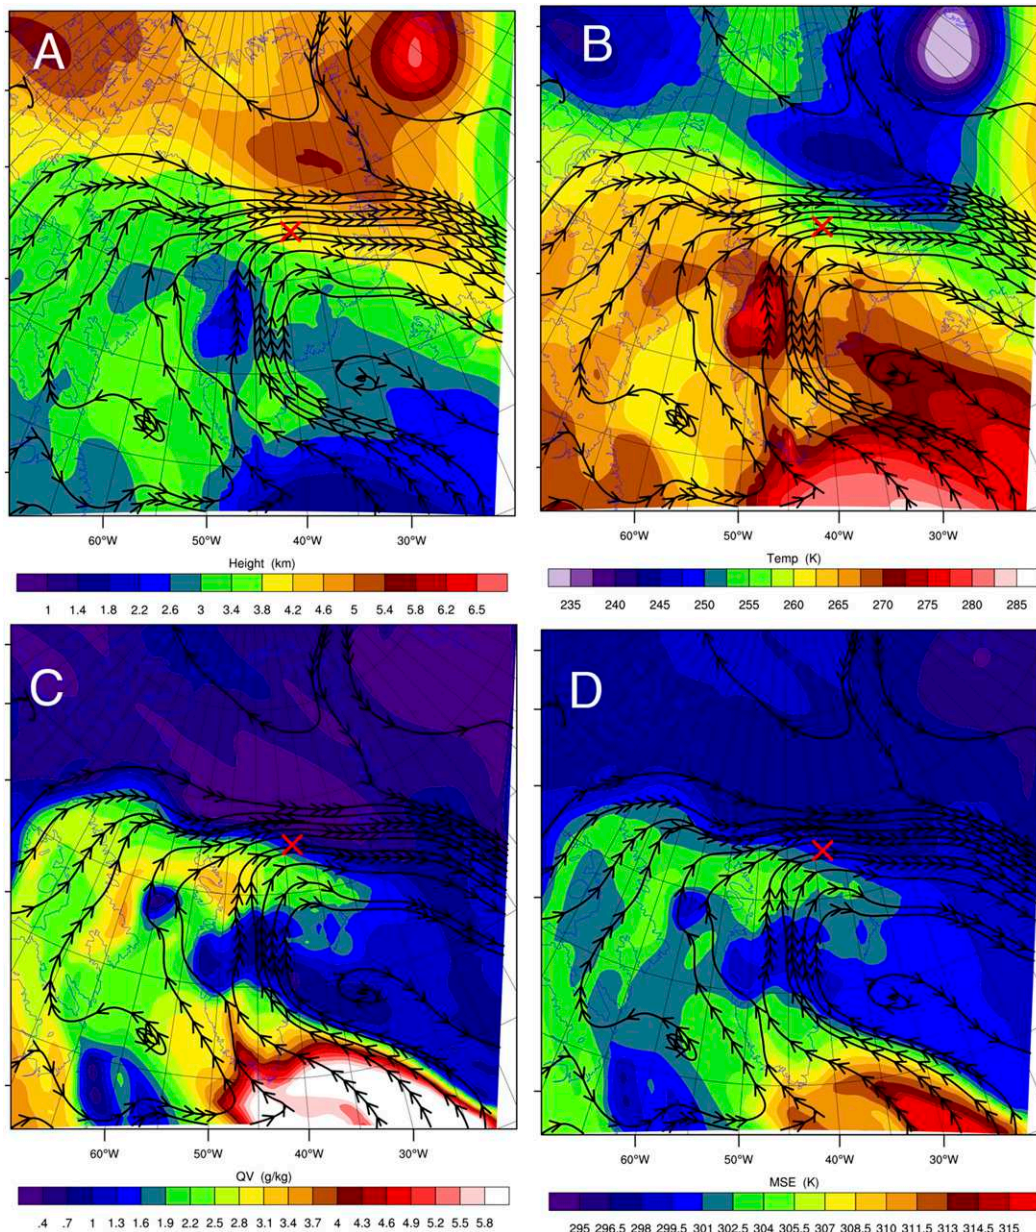 A
B
60°W 50°W 40°W 30°W
60°W 50°W 40°W 30°W
Height (km)
Temp (K)
1 1.4 1.8 2.2 2.6 3 3.4 3.8 4.2 4.6 5 5.4 5.8 6.2 6.5
235 240 245 250 255 260 265 270 275 280 285
C
D
60°W 50°W 40°W 30°W
60°W 50°W 40°W 30°W
QV (g/kg)
MSE (K)
.4 .7 1 1.3 1.6 1.9 2.2 2.5 2.8 3.1 3.4 3.7 4 4.3 4.6 4.9 5.2 5.5 5.8
295 296.5 298 299.5 301 302.5 304 305.5 307 308.5 310 311.5 313 314.5